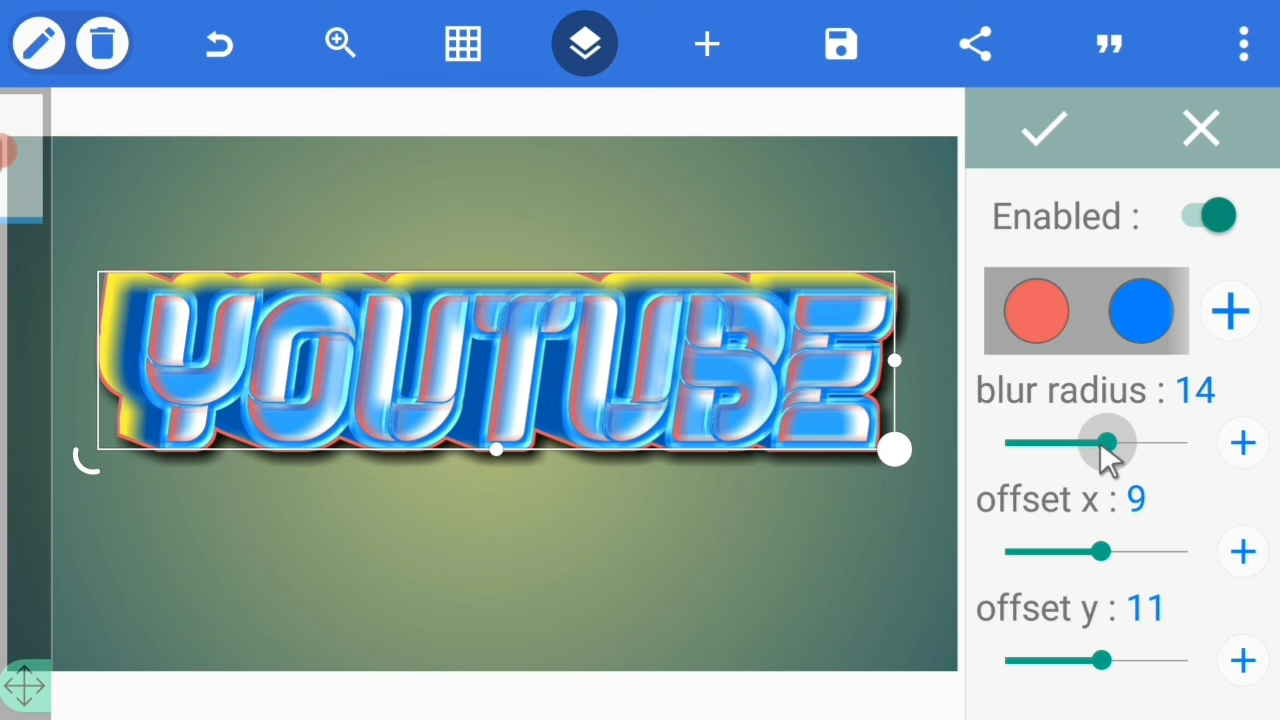 YOUTUBE
Enabled :
blur radius : 14
offset x : 9
offset y : 11